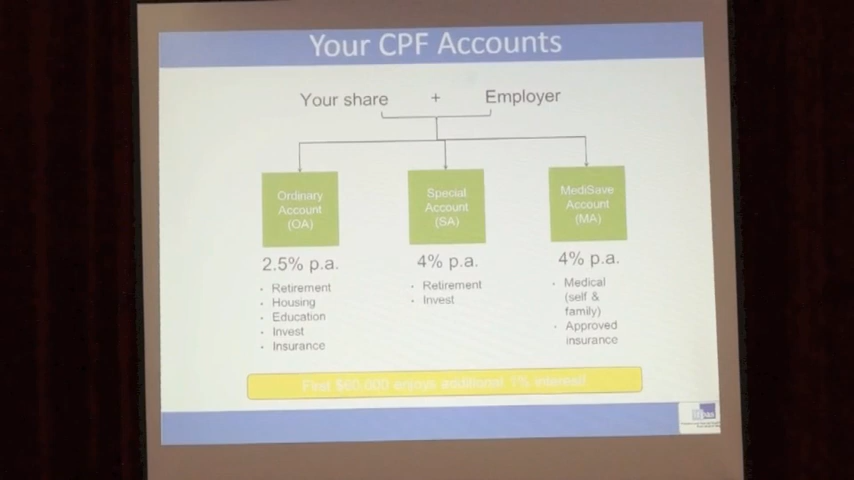 Your CPF Accounts
Your share + Employer
Ordinary
Account
(OA)
Special
Account
(SA)
MediSave
Account
(MA)
2.5% p.a.
4% p.a.
4% p.a.
· Retirement
· Housing
· Education
· Invest
· Insurance
· Retirement
· Invest
· Medical
(self &
family)
· Approved
insurance
First $60,000 enjoys additional 1% interest!